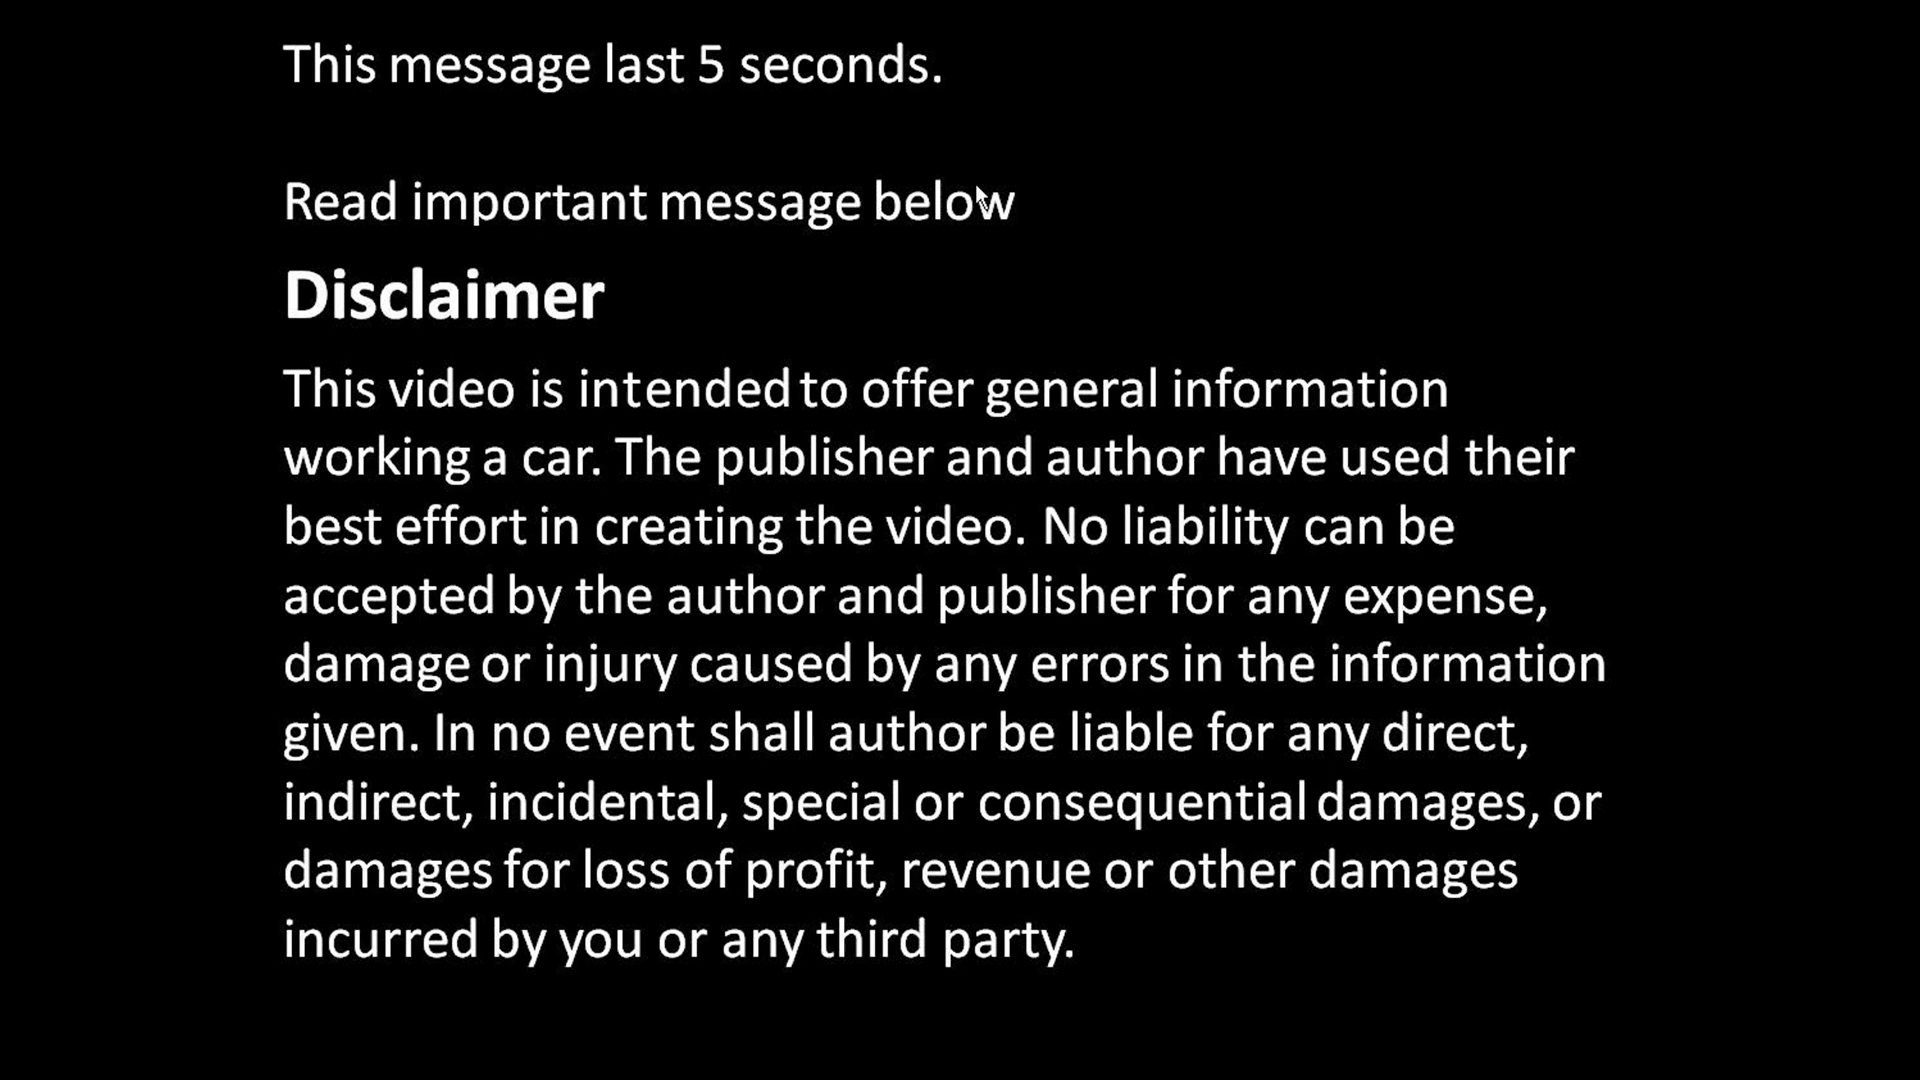 This message last 5 seconds.
Read important message below
Disclaimer
This video is intended to offer general information
working a car. The publisher and author have used their
best effort in creating the video. No liability can be
accepted by the author and publisher for any expense,
damage or injury caused by any errors in the information
given. In no event shall author be liable for any direct,
indirect, incidental, special or consequential damages, or
damages for loss of profit, revenue or other damages
incurred by you or any third party.